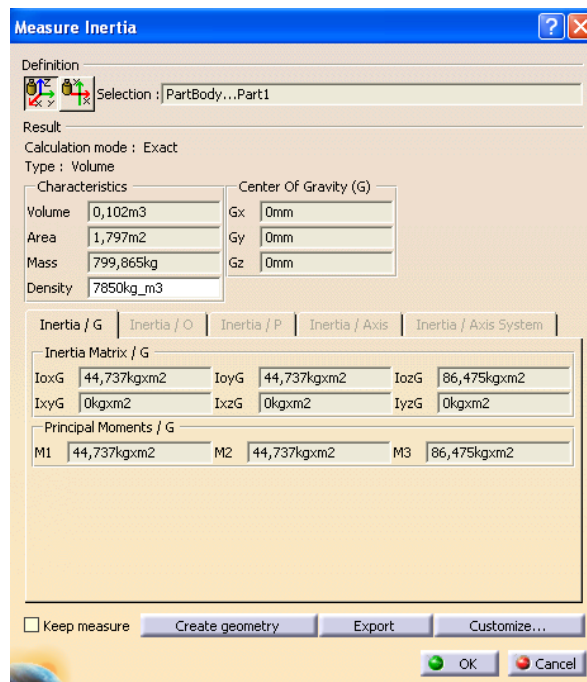 Measure Inertia
Definition
Selection : PartBody...Part1
Result
Calculation mode : Exact
Type : Volume
Characteristics Center Of Gravity (G)
Volume 0,102m3 Gx 0mm
Area 1,797m2 Gy 0mm
Mass 799,865kg Gz 0mm
Density 7850kg_m3
Inertia / G Inertia / O Inertia / P Inertia / Axis Inertia / Axis System
Inertia Matrix / G
IoxG 44,737kgxm2 IoyG 44,737kgxm2 IozG 86,475kgxm2
IxyG 0kgxm2 IxzG 0kgxm2 IyzG 0kgxm2
Principal Moments / G
M1 44,737kgxm2 M2 44,737kgxm2 M3 86,475kgxm2
Keep measure Create geometry Export Customize...
OK Cancel